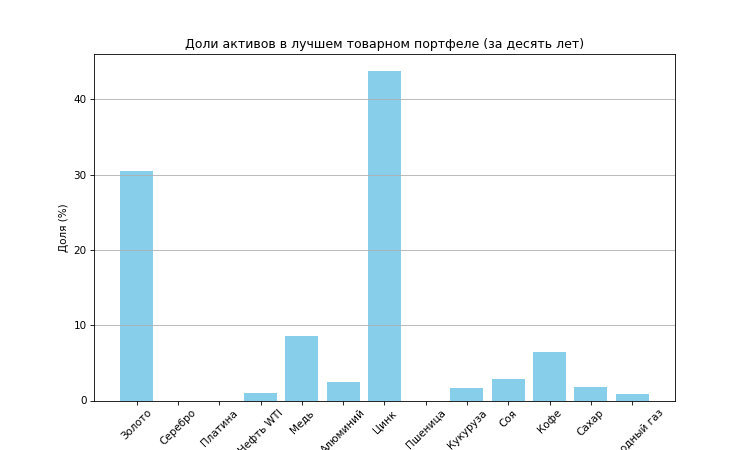 Доли активов в лучшем товарном портфеле (за десять лет)
Доля (%)
40
30
20
10
0
Золото
Серебро
Платина
Нефть WTI
Медь
Алюминий
Цинк
Пшеница
Кукуруза
Соя
Кофе
Сахар
одный газ